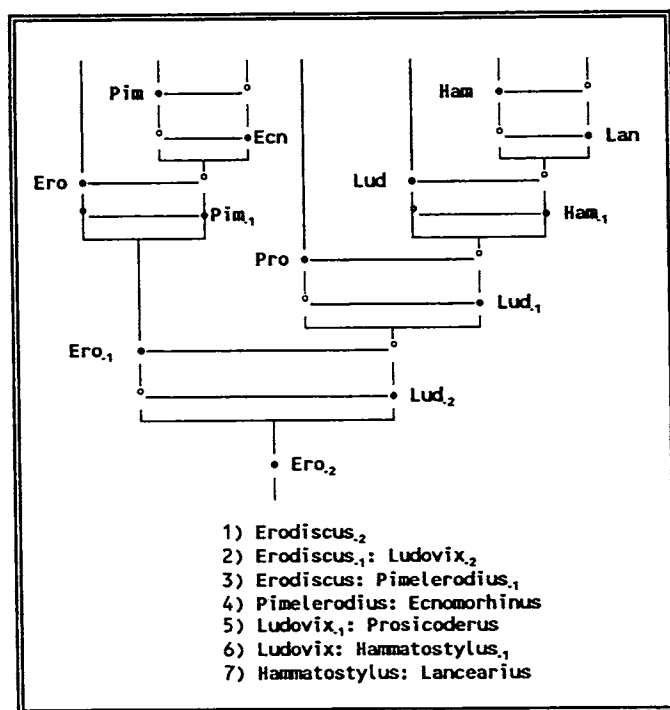 Pim
Ham
Ecn
Lan
Ero
Lud
Pim₋₁
Ham₋₁
Pro
Lud₋₁
Ero₋₁
Lud₋₂
Ero₋₂
1) Erodiscus₋₂
2) Erodiscus₋₁: Ludovix₋₂
3) Erodiscus: Pimelerodius₋₁
4) Pimelerodius: Ecnomorhinus
5) Ludovix₋₁: Prosicoderus
6) Ludovix: Hammatostylus₋₁
7) Hammatostylus: Lancearius